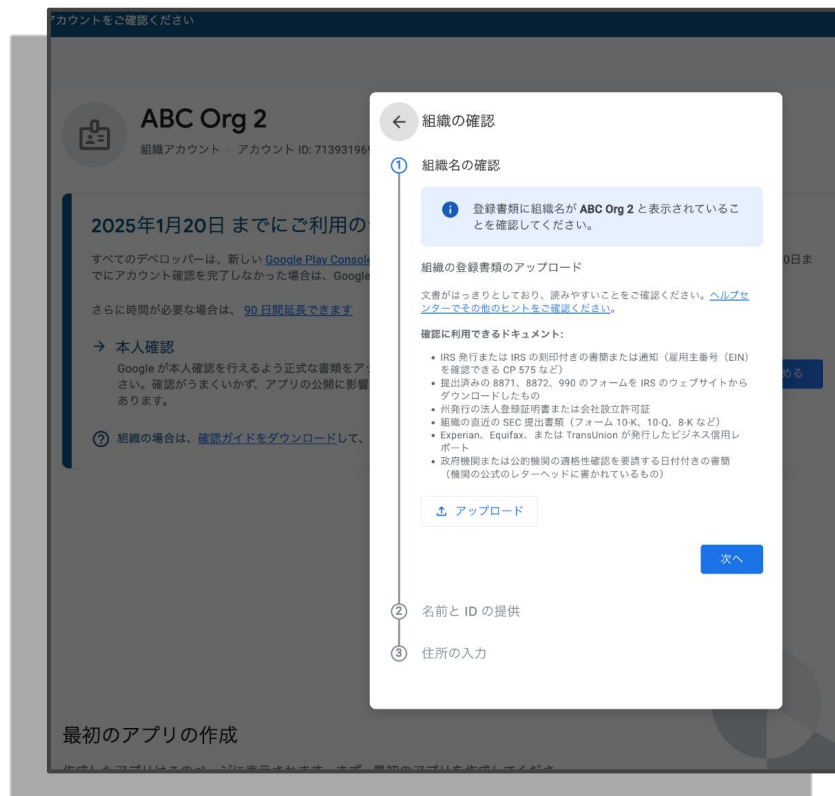 アカウントをご確認ください
ABC Org 2
組織アカウント · アカウント ID: 71393196
2025年1月20日 までにご利用の
すべてのデベロッパーは、新しい Google Play Console
でにアカウント確認を完了しなかった場合は、Google
0日ま
さらに時間が必要な場合は、 90 日間延長できます
本人確認
Google が本人確認を行えるよう正式な書類をアッ
さい。確認がうまくいかず、アプリの公開に影響
あります。
める
組織の場合は、確認ガイドをダウンロードして、
最初のアプリの作成
組織の確認
1 組織名の確認
登録書類に組織名が ABC Org 2 と表示されているこ
とを確認してください。
組織の登録書類のアップロード
文書がはっきりとしており、読みやすいことをご確認ください。ヘルプセ
ンターでその他のヒントをご確認ください。
確認に利用できるドキュメント:
• IRS 発行または IRS の刻印付きの書簡または通知（雇用主番号（EIN）
を確認できる CP 575 など）
• 提出済みの 8871、8872、990 のフォームを IRS のウェブサイトから
ダウンロードしたもの
• 州発行の法人登録証明書または会社設立許可証
• 組織の直近の SEC 提出書類（フォーム 10-K、10-Q、8-K など）
• Experian、Equifax、または TransUnion が発行したビジネス信用レ
ポート
• 政府機関または公的機関の適格性確認を要請する日付付きの書簡
（機関の公式のレターヘッドに書かれているもの）
アップロード
次へ
2 名前と ID の提供
3 住所の入力